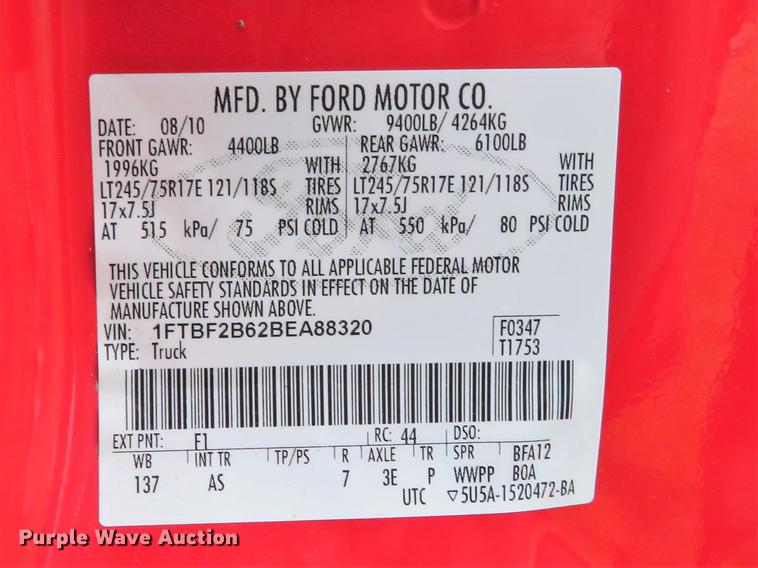 MFD. BY FORD MOTOR CO.
DATE: 08/10 GVWR: 9400LB/ 4264KG
FRONT GAWR: 4400LB REAR GAWR: 6100LB
1996KG WITH 2767KG WITH
LT245/75R17E 121/118S TIRES LT245/75R17E 121/118S TIRES
17x7.5J RIMS 17x7.5J RIMS
AT 515 kPa/ 75 PSI COLD AT 550 kPa/ 80 PSI COLD
THIS VEHICLE CONFORMS TO ALL APPLICABLE FEDERAL MOTOR
VEHICLE SAFETY STANDARDS IN EFFECT ON THE DATE OF
MANUFACTURE SHOWN ABOVE.
VIN: 1FTBF2B62BEA88320 F0347
TYPE: Truck T1753
EXT PNT: F1 RC: 44 DSO:
WB INT TR TP/PS R AXLE TR SPR BFA12
137 AS 7 3E P WWPP BOA
UTC ▽5U5A-1520472-BA
Purple Wave Auction